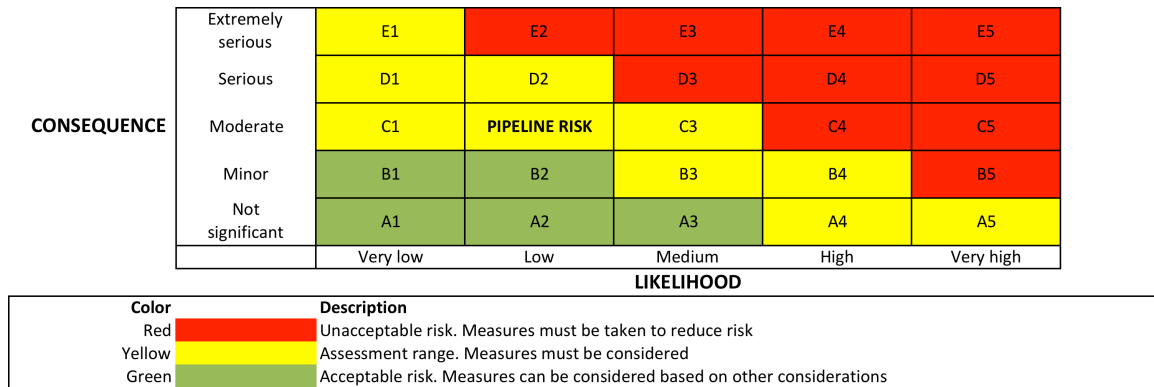 Extremely
serious E1 E2 E3 E4 E5
Serious D1 D2 D3 D4 D5
CONSEQUENCE Moderate C1 PIPELINE RISK C3 C4 C5
Minor B1 B2 B3 B4 B5
Not
significant A1 A2 A3 A4 A5
Very low Low Medium High Very high
LIKELIHOOD
Color Description
Red Unacceptable risk. Measures must be taken to reduce risk
Yellow Assessment range. Measures must be considered
Green Acceptable risk. Measures can be considered based on other considerations